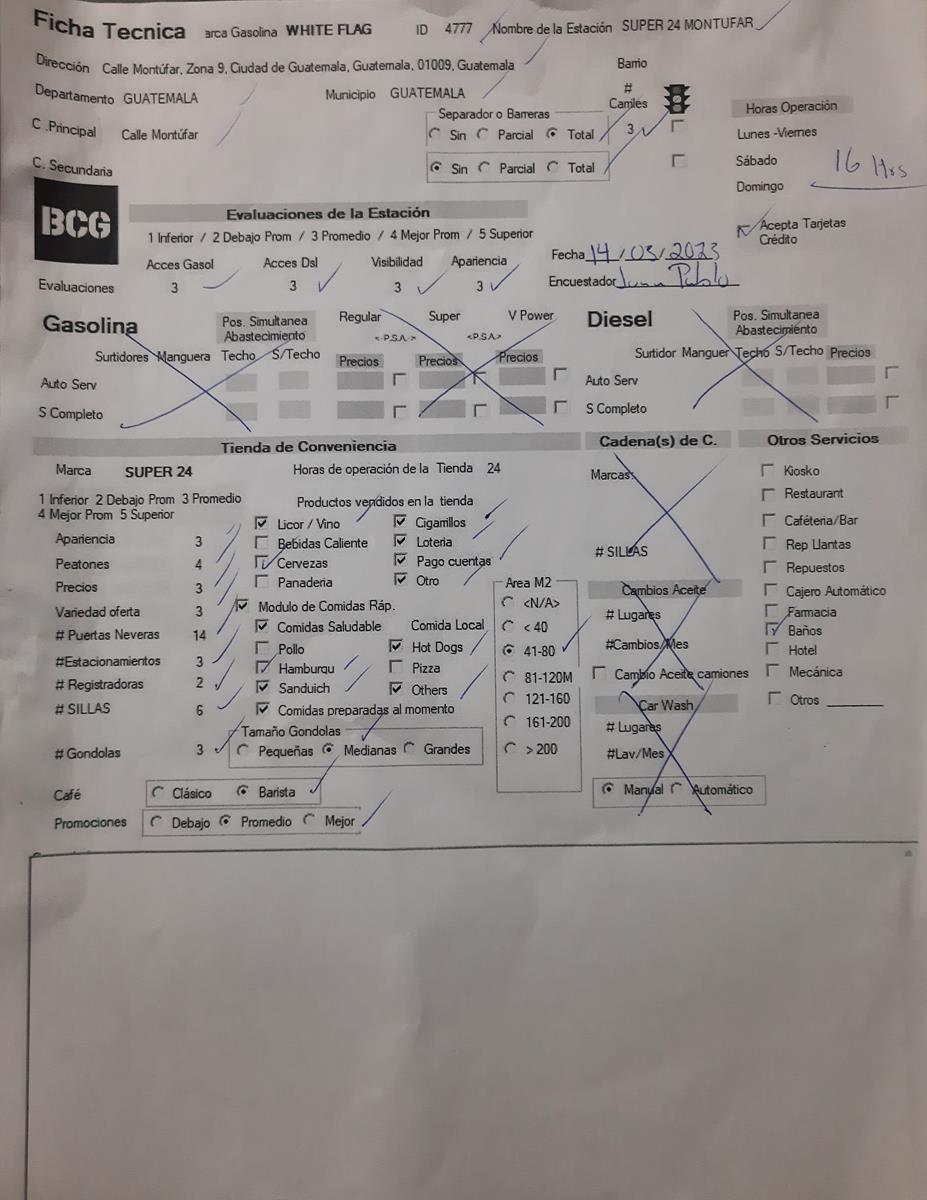 Ficha Tecnica arca Gasolina WHITE FLAG ID 4777 Nombre de la Estación SUPER 24 MONTUFAR
Dirección Calle Montúfar, Zona 9, Ciudad de Guatemala, Guatemala, 01009, Guatemala Barrio
Departamento GUATEMALA Municipio GUATEMALA # Carriles
Separador o Barreras Horas Operación
C .Principal Calle Montúfar Sin Parcial Total 3 Lunes -Viernes
C. Secundaria Sin Parcial Total Sábado 16 Hrs
Domingo
BCG
Evaluaciones de la Estación
1 Inferior / 2 Debajo Prom / 3 Promedio / 4 Mejor Prom / 5 Superior
Acepta Tarjetas
Crédito
Fecha 14/03/2023
Acces Gasol Acces Dsl Visibilidad Apariencia
Evaluaciones 3 3 3 3 Encuestador Juan Pablo
Gasolina Pos. Simultanea Abastecimiento Regular Super V Power Diesel Pos. Simultanea Abastecimiento
<-P.S.A.-> <P.S.A.>
Surtidores Manguera Techo S/Techo Precios Precios Precios Surtidor Manguer Techo S/Techo Precios
Auto Serv Auto Serv
S Completo S Completo
Tienda de Conveniencia Cadena(s) de C. Otros Servicios
Marca SUPER 24 Horas de operación de la Tienda 24 Marcas:
1 Inferior 2 Debajo Prom 3 Promedio
4 Mejor Prom 5 Superior
Productos vendidos en la tienda
Apariencia 3
Peatones 4
Precios 3
Variedad oferta 3
# Puertas Neveras 14
#Estacionamientos 3
# Registradoras 2
# SILLAS 6
# Gondolas 3
Licor / Vino Cigarrillos
Bebidas Caliente Loteria
Cervezas Pago cuentas
Panaderia Otro
Modulo de Comidas Ráp.
Comidas Saludable Comida Local
Pollo Hot Dogs
Hamburqu Pizza
Sanduich Others
Comidas preparadas al momento
Tamaño Gondolas
Pequeñas Medianas Grandes
Café Clásico Barista
Promociones Debajo Promedio Mejor
Area M2
<N/A>
< 40
41-80
81-120M
121-160
161-200
> 200
# SILLAS
Cambios Aceite
# Lugares
#Cambios/Mes
Cambio Aceite camiones
Car Wash
# Lugares
#Lav/Mes
Manual Automático
Kiosko
Restaurant
Caféteria/Bar
Rep Llantas
Repuestos
Cajero Automático
Farmacia
Baños
Hotel
Mecánica
Otros